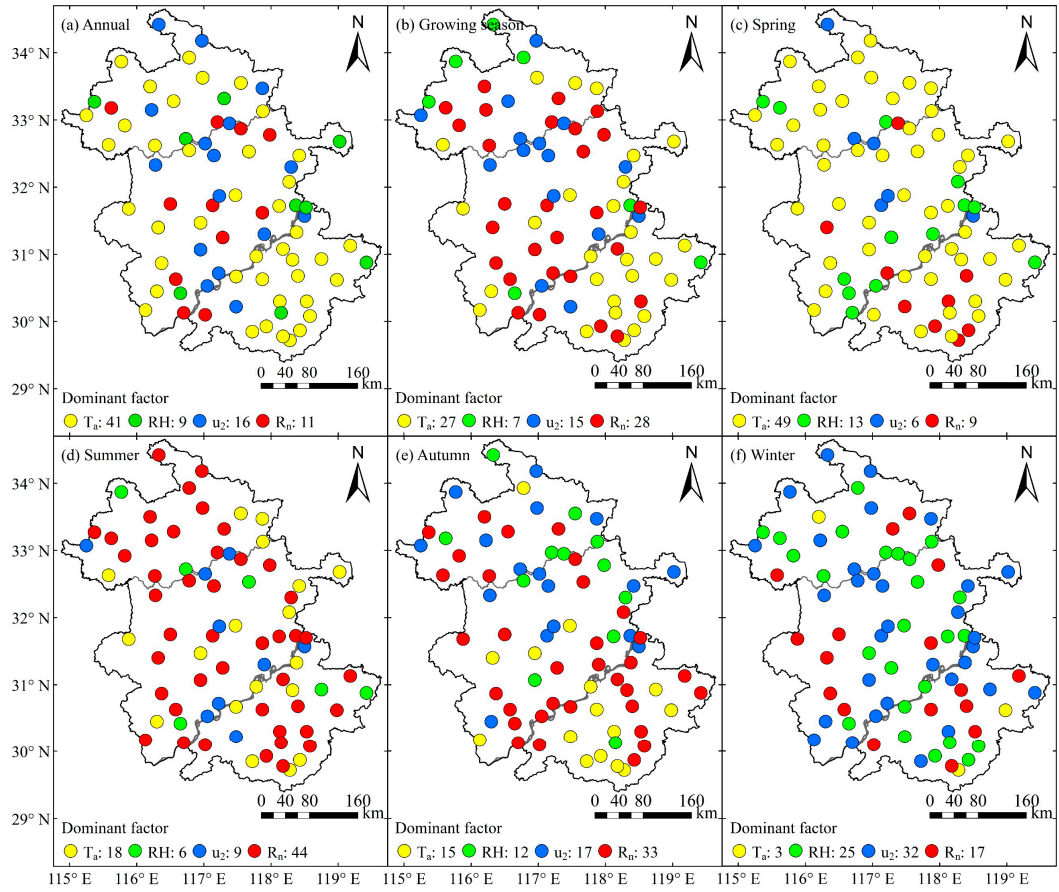 (a) Annual
N
(b) Growing season
N
(c) Spring
N
34° N
33° N
32° N
31° N
30° N
29° N
0 40 80 160
km
0 40 80 160
km
0 40 80 160
km
Dominant factor
Tₐ: 41 RH: 9 u₂: 16 Rₙ: 11
Dominant factor
Tₐ: 27 RH: 7 u₂: 15 Rₙ: 28
Dominant factor
Tₐ: 49 RH: 13 u₂: 6 Rₙ: 9
(d) Summer
N
(e) Autumn
N
(f) Winter
N
34° N
33° N
32° N
31° N
30° N
29° N
0 40 80 160
km
0 40 80 160
km
0 40 80 160
km
Dominant factor
Tₐ: 18 RH: 6 u₂: 9 Rₙ: 44
Dominant factor
Tₐ: 15 RH: 12 u₂: 17 Rₙ: 33
Dominant factor
Tₐ: 3 RH: 25 u₂: 32 Rₙ: 17
115° E 116° E 117° E 118° E 119° E
115° E 116° E 117° E 118° E 119° E
115° E 116° E 117° E 118° E 119° E